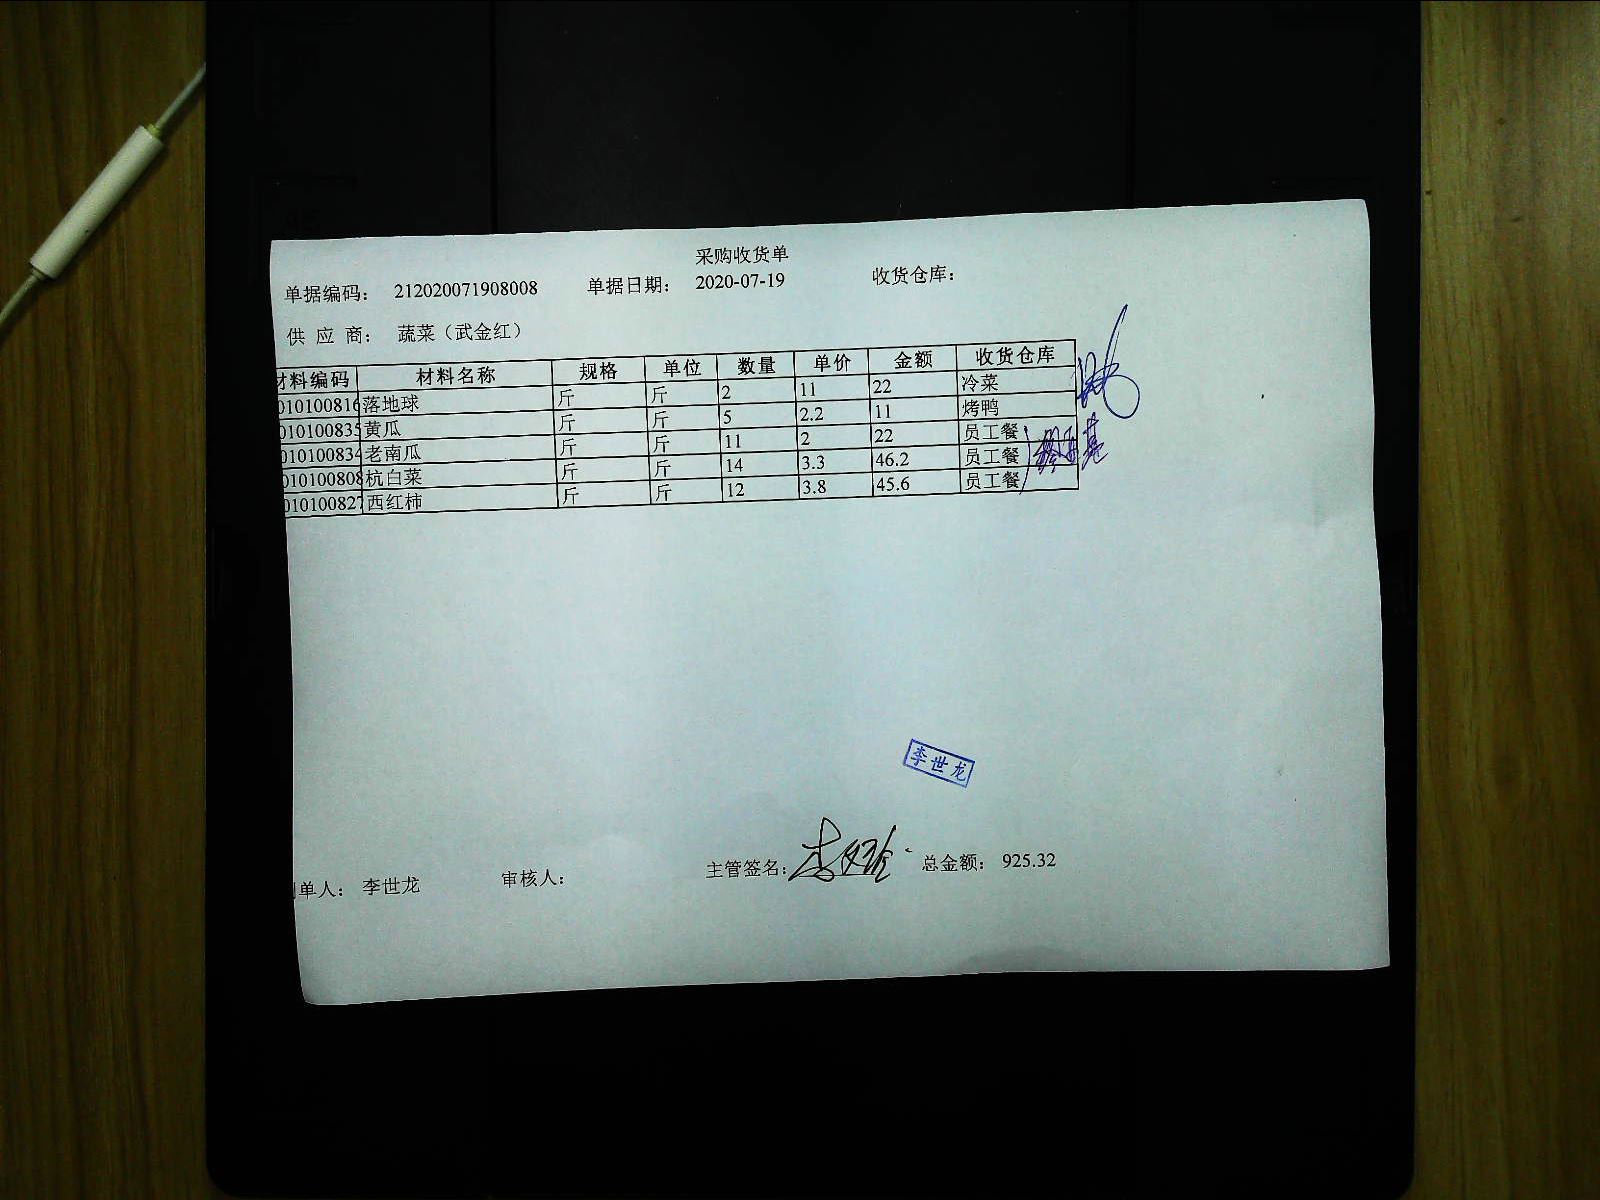 采购收货单
单据编码： 212020071908008 单据日期： 2020-07-19 收货仓库：
供 应 商： 蔬菜（武金红）
材料编码 材料名称 规格 单位 数量 单价 金额 收货仓库
010100816 落地球 斤 斤 2 11 22 冷菜
010100835 黄瓜 斤 斤 5 2.2 11 烤鸭
010100834 老南瓜 斤 斤 11 2 22 员工餐
010100808 杭白菜 斤 斤 14 3.3 46.2 员工餐
010100827 西红柿 斤 斤 12 3.8 45.6 员工餐
李世龙
单人： 李世龙 审核人： 主管签名： 总金额： 925.32